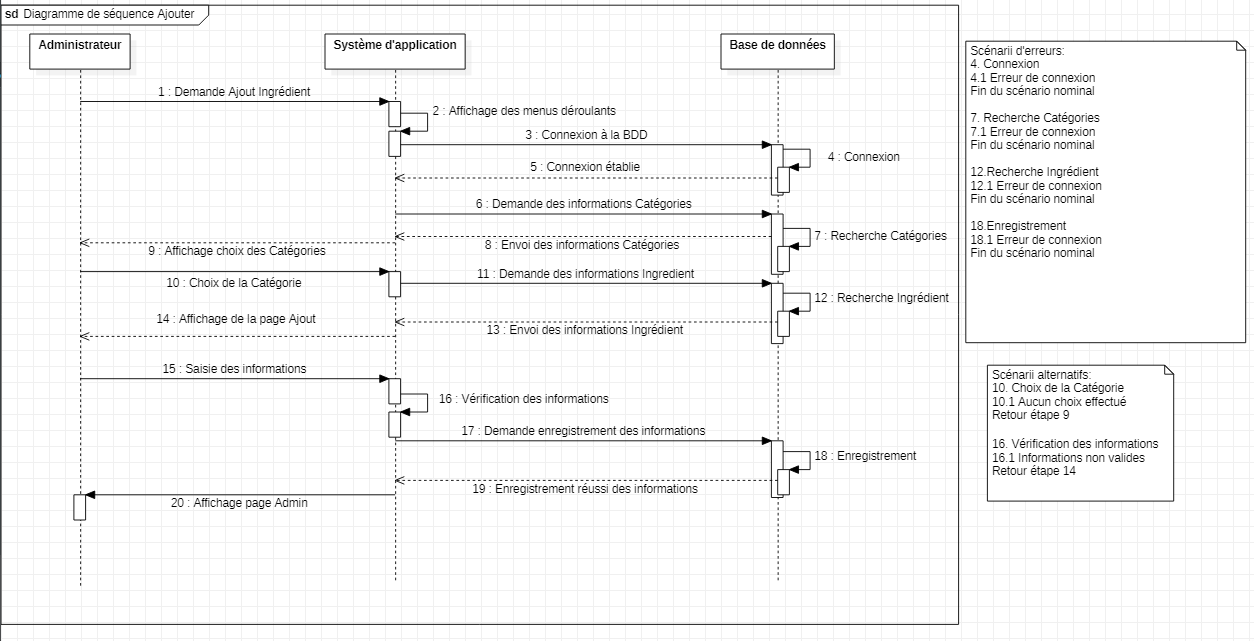 sd Diagramme de séquence Ajouter
Administrateur
Système d'application
Base de données
1 : Demande Ajout Ingrédient
2 : Affichage des menus déroulants
3 : Connexion à la BDD
4 : Connexion
5 : Connexion établie
6 : Demande des informations Catégories
7 : Recherche Catégories
8 : Envoi des informations Catégories
9 : Affichage choix des Catégories
10 : Choix de la Catégorie
11 : Demande des informations Ingredient
12 : Recherche Ingrédient
13 : Envoi des informations Ingrédient
14 : Affichage de la page Ajout
15 : Saisie des informations
16 : Vérification des informations
17 : Demande enregistrement des informations
18 : Enregistrement
19 : Enregistrement réussi des informations
20 : Affichage page Admin
Scénarii d'erreurs:
4. Connexion
4.1 Erreur de connexion
Fin du scénario nominal
7. Recherche Catégories
7.1 Erreur de connexion
Fin du scénario nominal
12.Recherche Ingrédient
12.1 Erreur de connexion
Fin du scénario nominal
18.Enregistrement
18.1 Erreur de connexion
Fin du scénario nominal
Scénarii alternatifs:
10. Choix de la Catégorie
10.1 Aucun choix effectué
Retour étape 9
16. Vérification des informations
16.1 Informations non valides
Retour étape 14